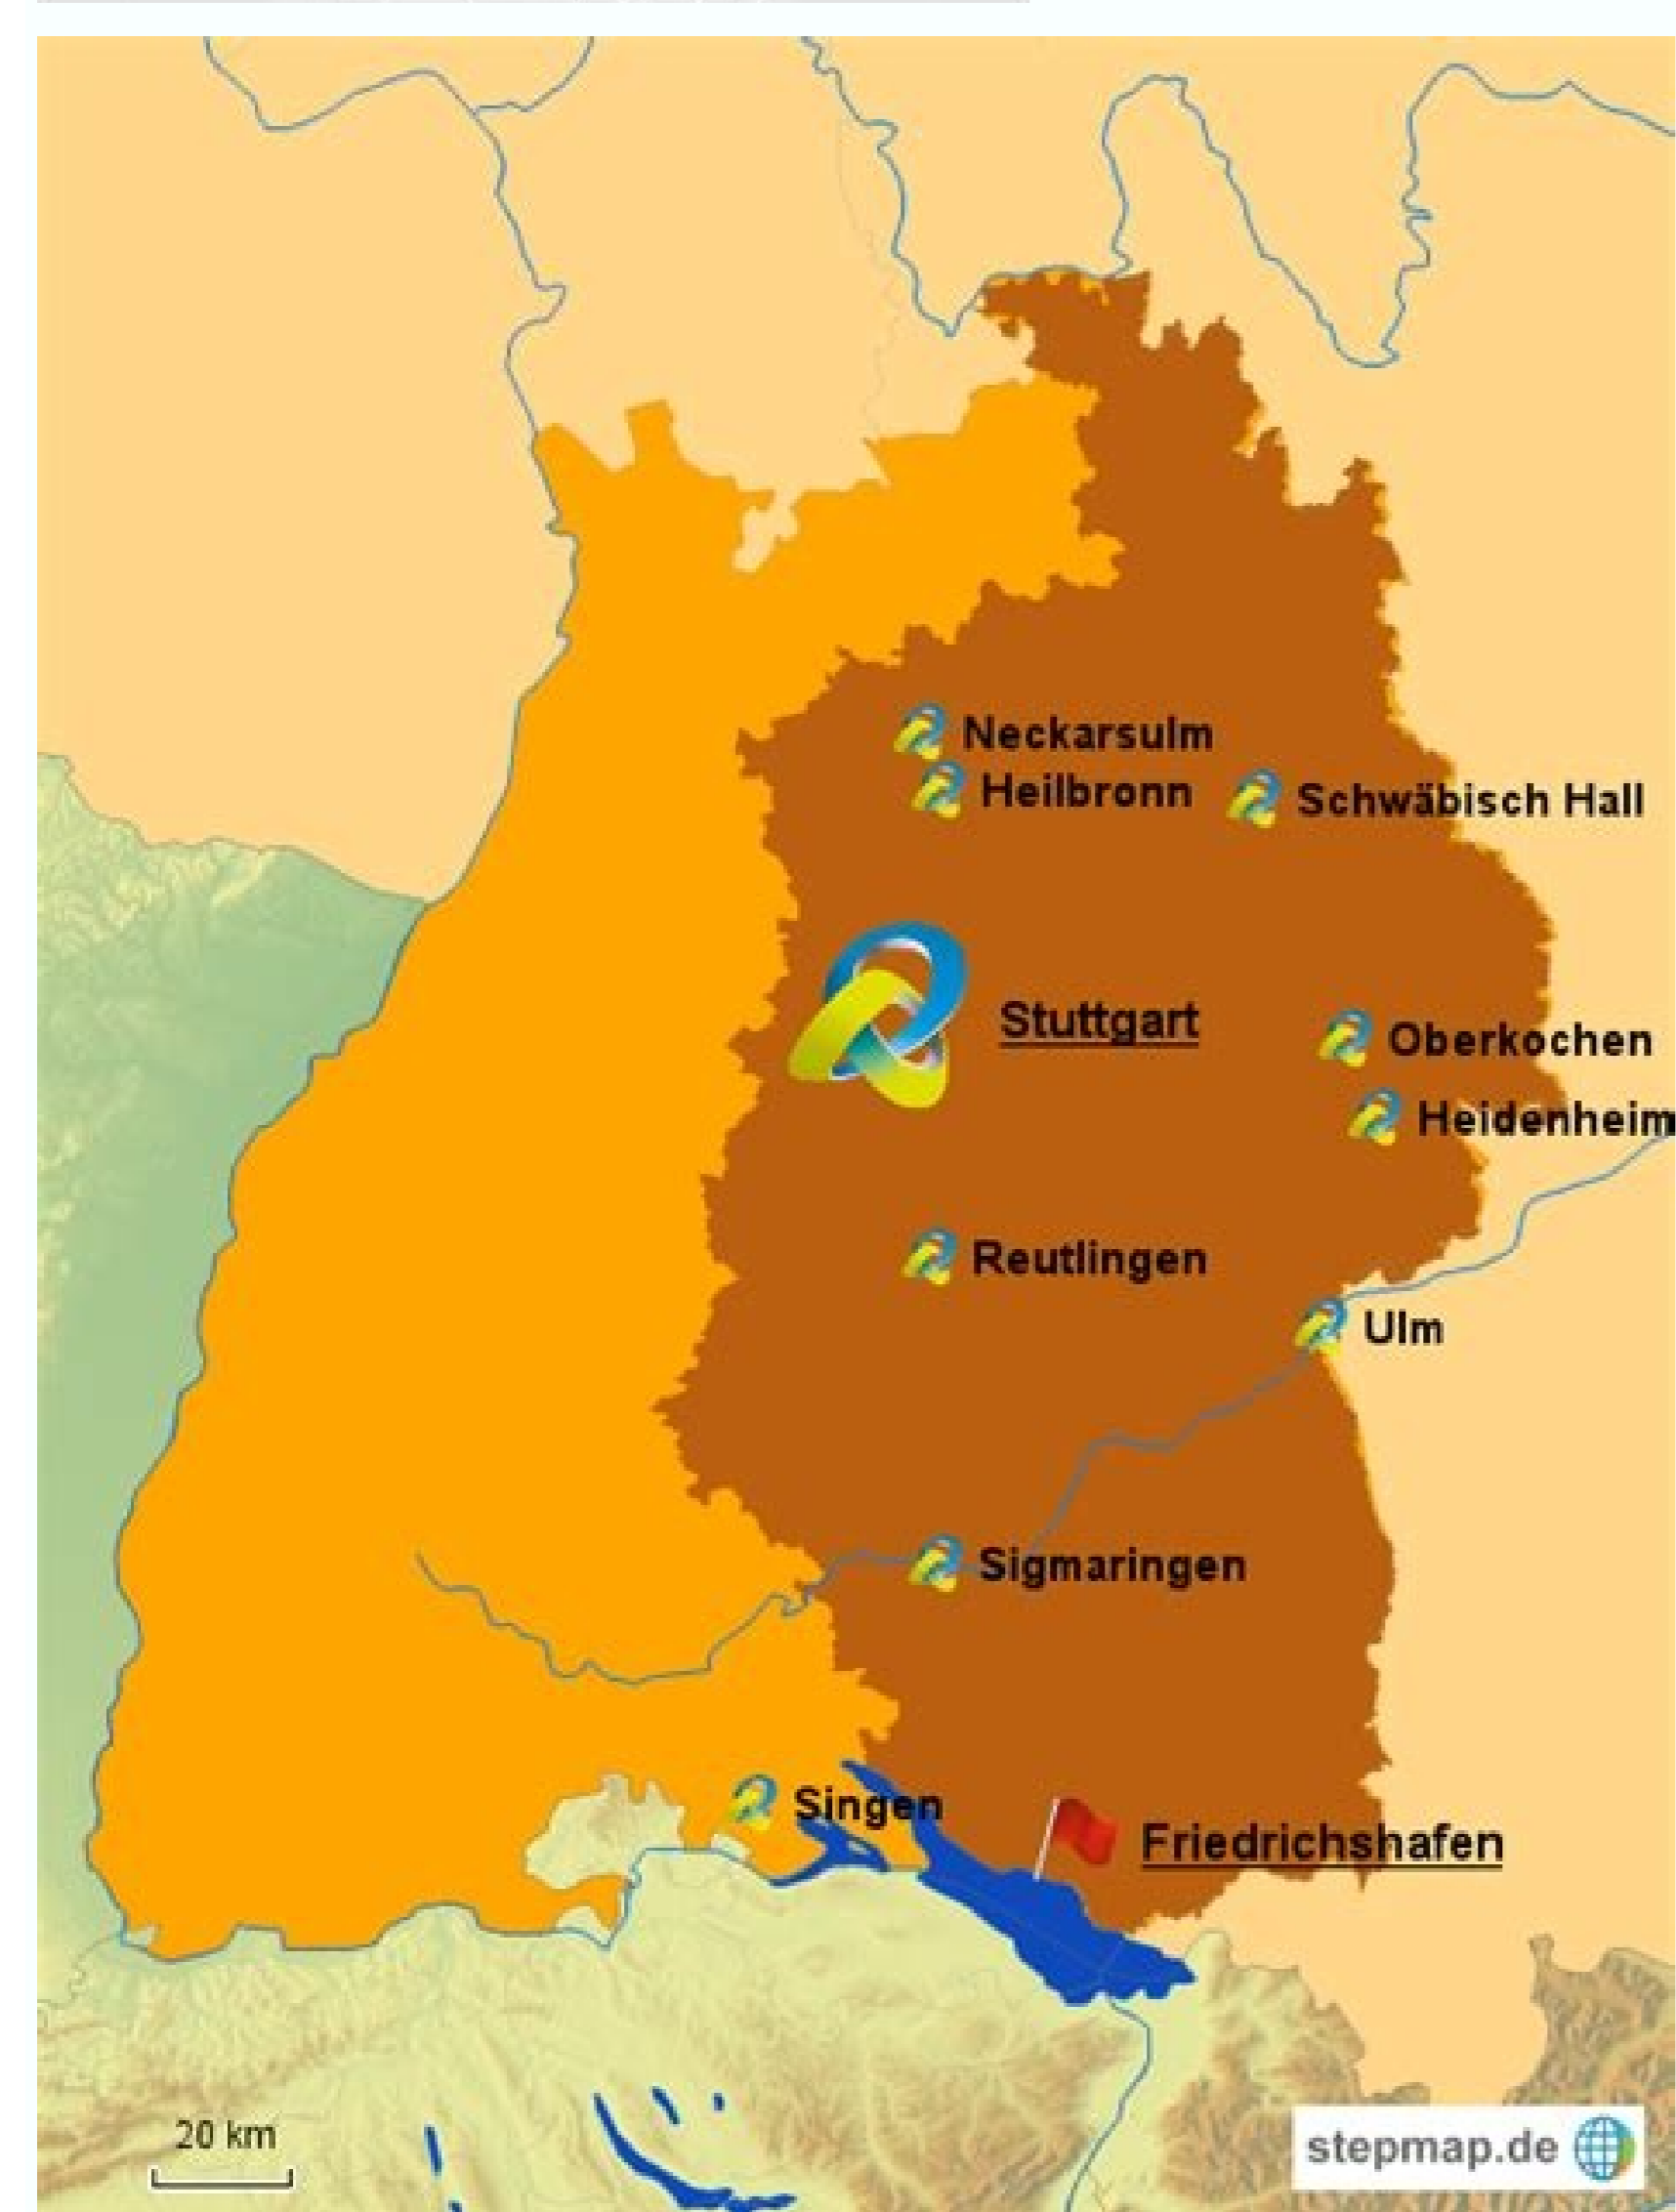 Neckarsulm
Heilbronn
Schwäbisch Hall
Stuttgart
Oberkochen
Heidenheim
Reutlingen
Ulm
Sigmaringen
Singen
Friedrichshafen
20 km
stepmap.de